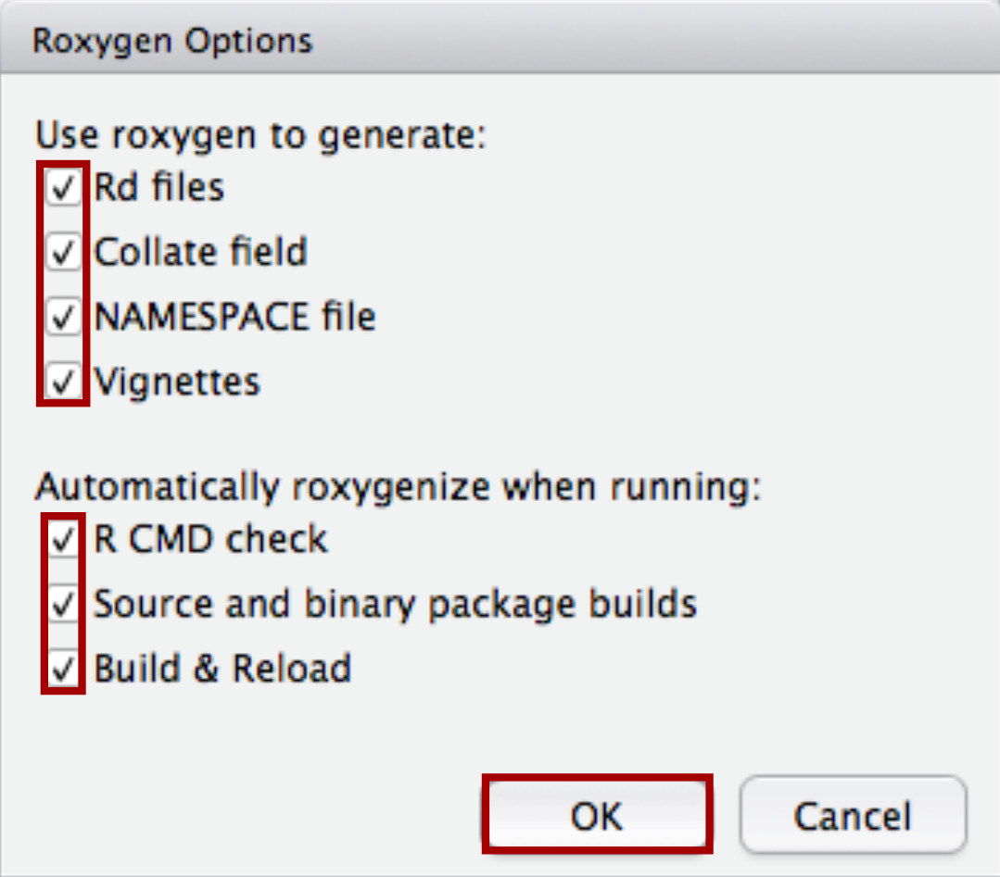 Roxygen Options
Use roxygen to generate:
Rd files
Collate field
NAMESPACE file
Vignettes
Automatically roxygenize when running:
R CMD check
Source and binary package builds
Build & Reload
OK Cancel